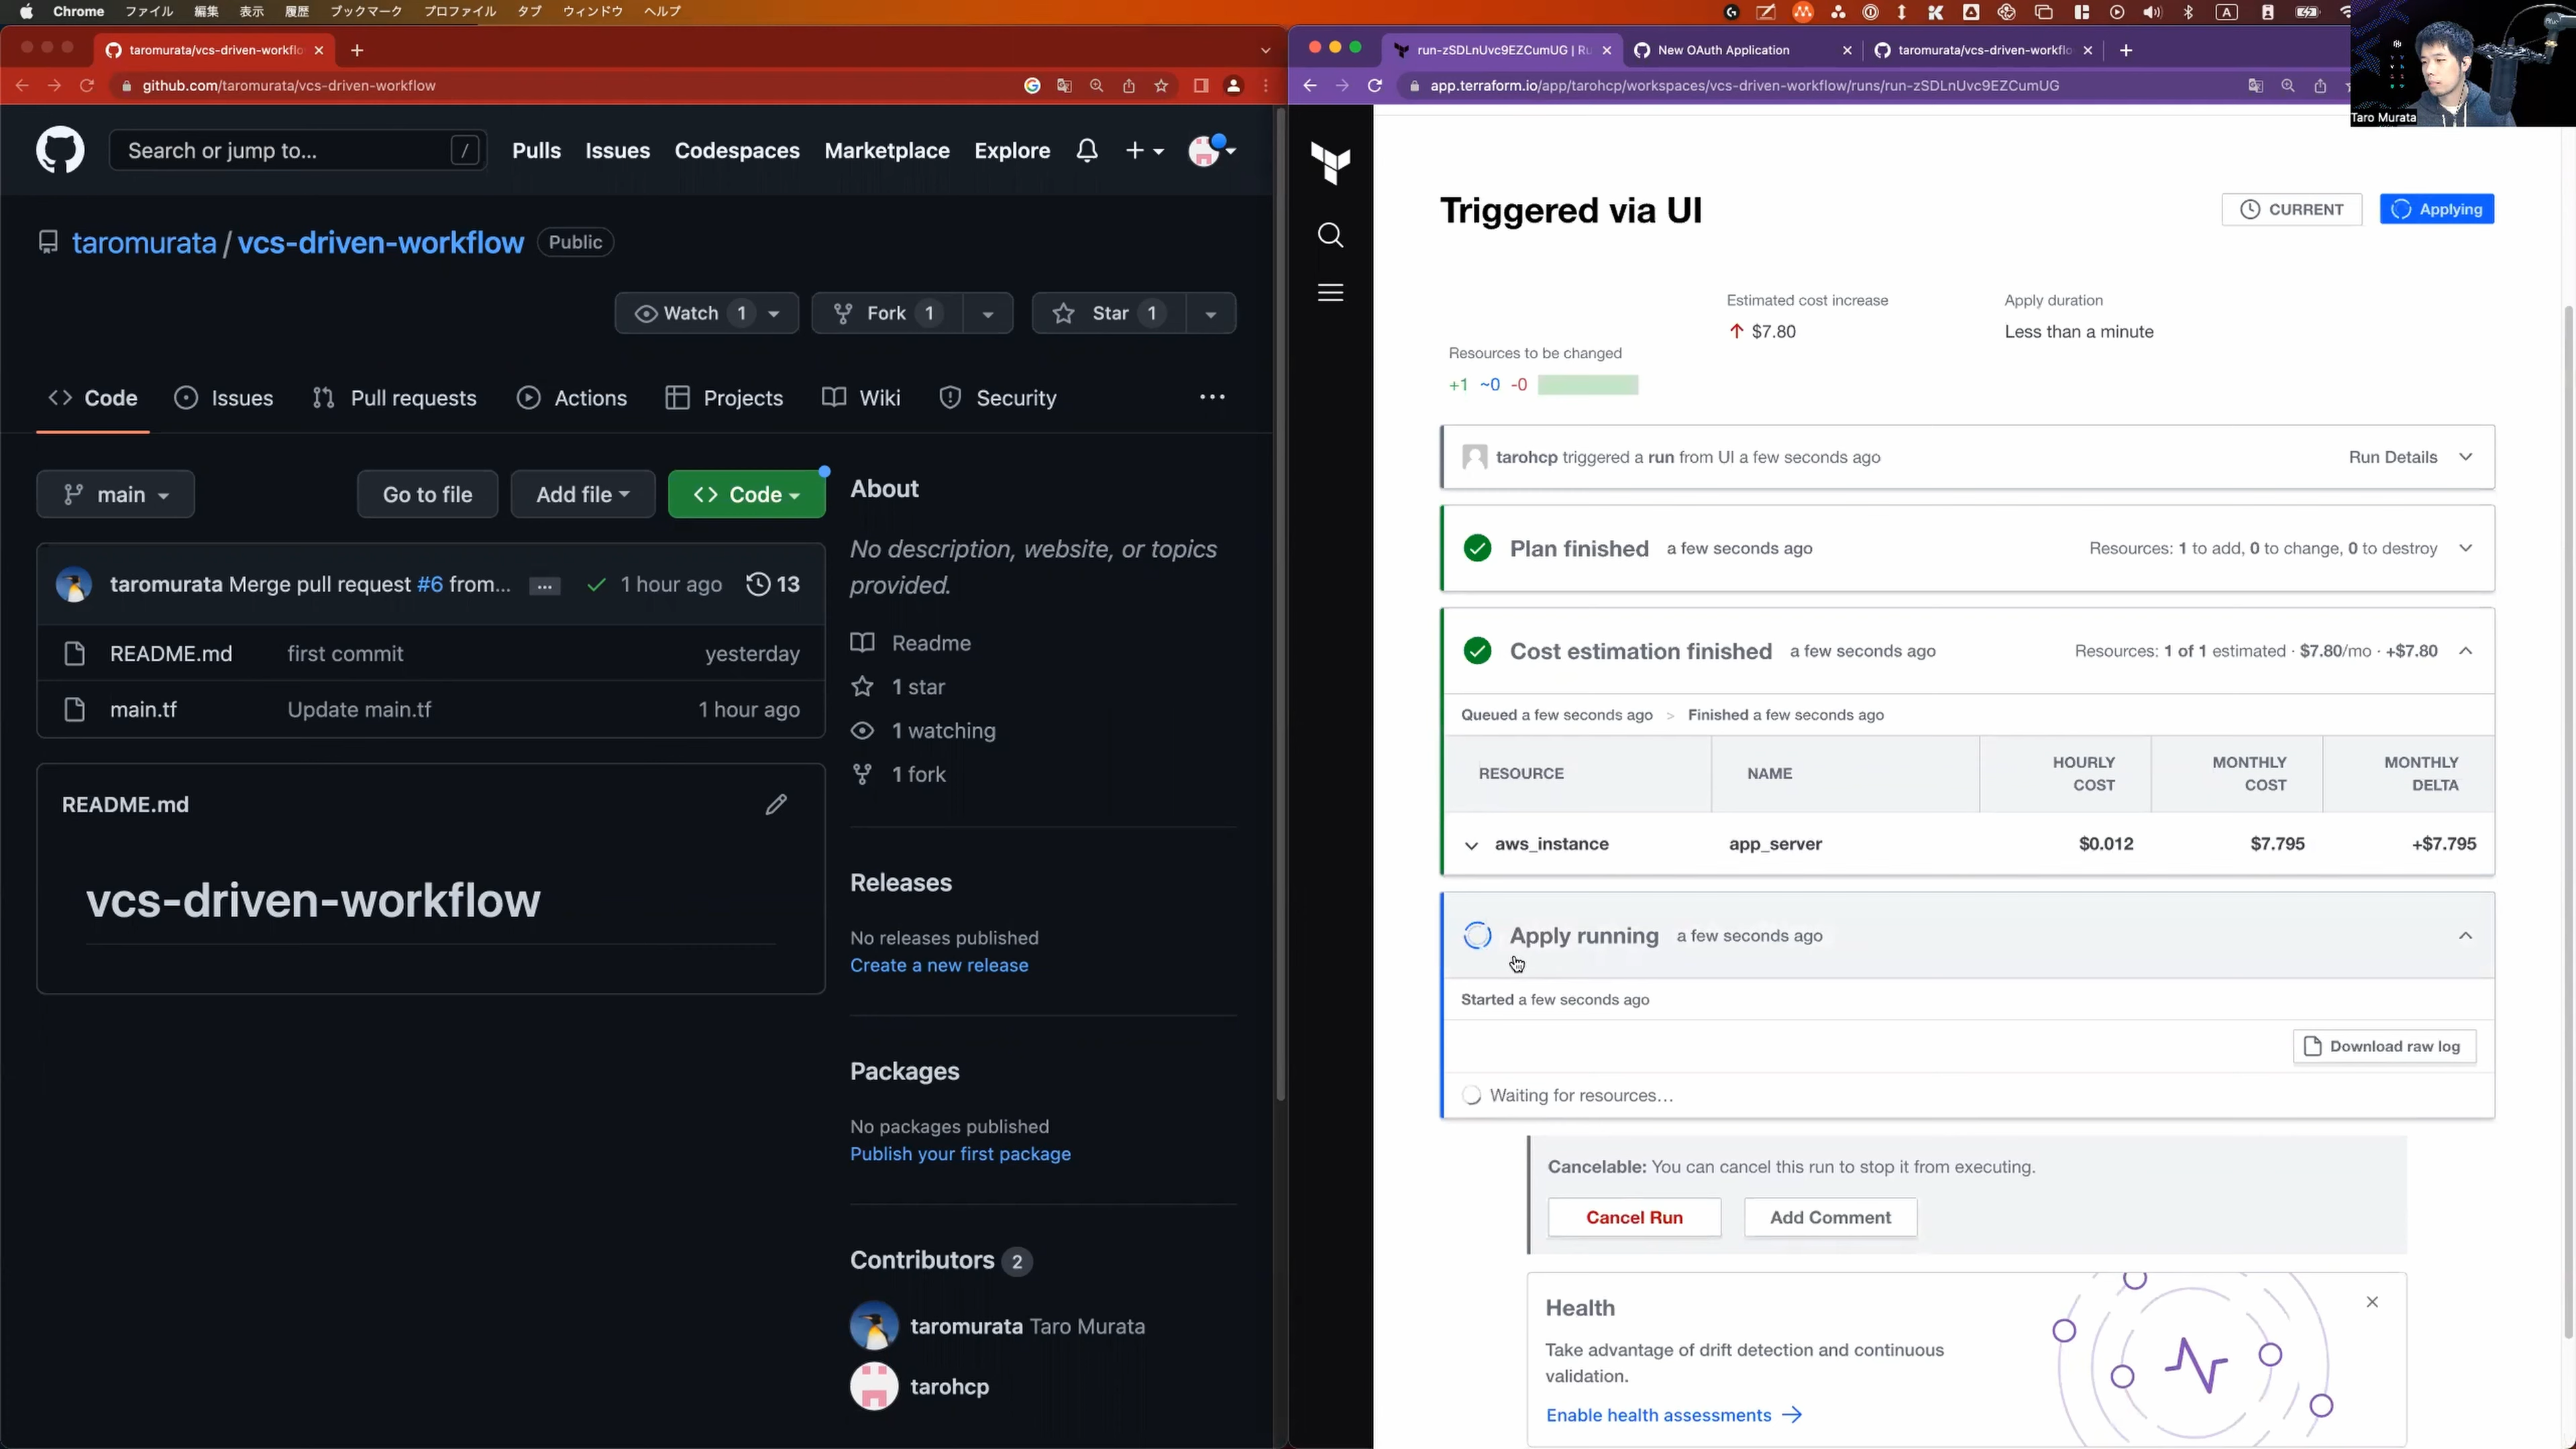 Chrome ファイル 編集 表示 履歴 ブックマーク プロファイル タブ ウィンドウ ヘルプ
A
taromurata/vcs-driven-workflo
github.com/taromurata/vcs-driven-workflow
Search or jump to... /
Pulls Issues Codespaces Marketplace Explore
taromurata / vcs-driven-workflow Public
Watch 1
Fork 1
Star 1
Code Issues Pull requests Actions Projects Wiki Security
main
Go to file
Add file
Code
taromurata Merge pull request #6 from... ... 1 hour ago 13
README.md first commit yesterday
main.tf Update main.tf 1 hour ago
README.md
vcs-driven-workflow
About
No description, website, or topics
provided.
Readme
1 star
1 watching
1 fork
Releases
No releases published
Create a new release
Packages
No packages published
Publish your first package
Contributors 2
taromurata Taro Murata
tarohcp
run-zSDLnUvc9EZCumUG | Ru
New OAuth Application
taromurata/vcs-driven-workflo
app.terraform.io/app/tarohcp/workspaces/vcs-driven-workflow/runs/run-zSDLnUvc9EZCumUG
Taro Murata
Triggered via UI
CURRENT
Applying
Estimated cost increase
$7.80
Apply duration
Less than a minute
Resources to be changed
+1 ~0 -0
tarohcp triggered a run from UI a few seconds ago
Run Details
Plan finished a few seconds ago
Resources: 1 to add, 0 to change, 0 to destroy
Cost estimation finished a few seconds ago
Resources: 1 of 1 estimated · $7.80/mo · +$7.80
Queued a few seconds ago > Finished a few seconds ago
RESOURCE NAME HOURLY COST MONTHLY COST MONTHLY DELTA
aws_instance app_server $0.012 $7.795 +$7.795
Apply running a few seconds ago
Started a few seconds ago
Download raw log
Waiting for resources...
Cancelable: You can cancel this run to stop it from executing.
Cancel Run
Add Comment
Health
Take advantage of drift detection and continuous
validation.
Enable health assessments